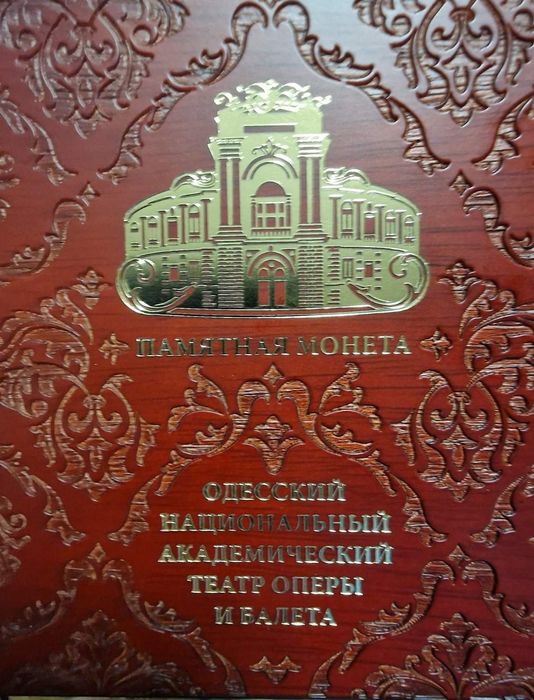 ПАМЯТНАЯ МОНЕТА
ОДЕССКИЙ
НАЦИОНАЛЬНЫЙ
АКАДЕМИЧЕСКИЙ
ТЕАТР ОПЕРЫ
И БАЛЕТА